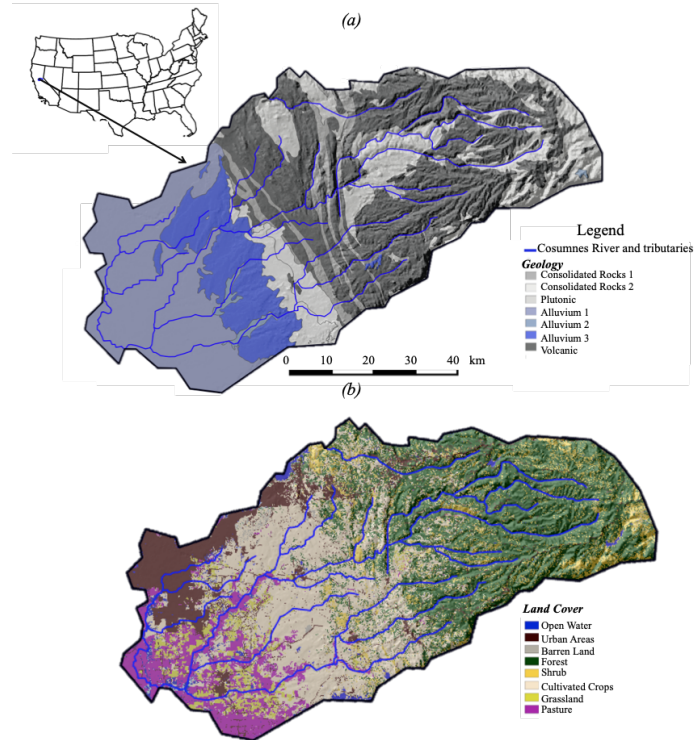 (a)
Legend
Cosumnes River and tributaries
Geology
Consolidated Rocks 1
Consolidated Rocks 2
Plutonic
Alluvium 1
Alluvium 2
Alluvium 3
Volcanic
0 10 20 30 40
km
(b)
Land Cover
Open Water
Urban Areas
Barren Land
Forest
Shrub
Cultivated Crops
Grassland
Pasture